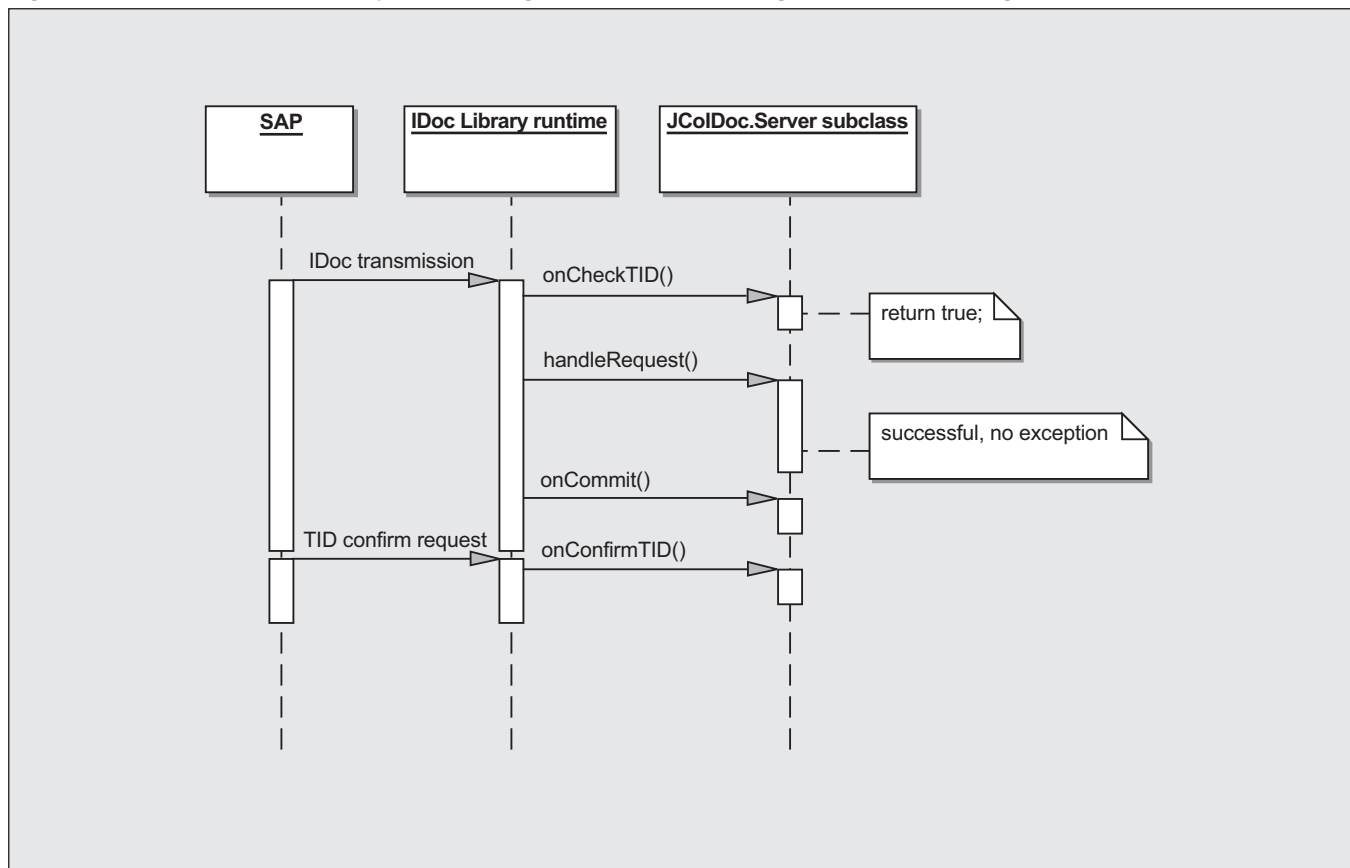 SAP
IDoc Library runtime
JCoIDoc.Server subclass
IDoc transmission
onCheckTID()
return true;
handleRequest()
successful, no exception
onCommit()
TID confirm request
onConfirmTID()